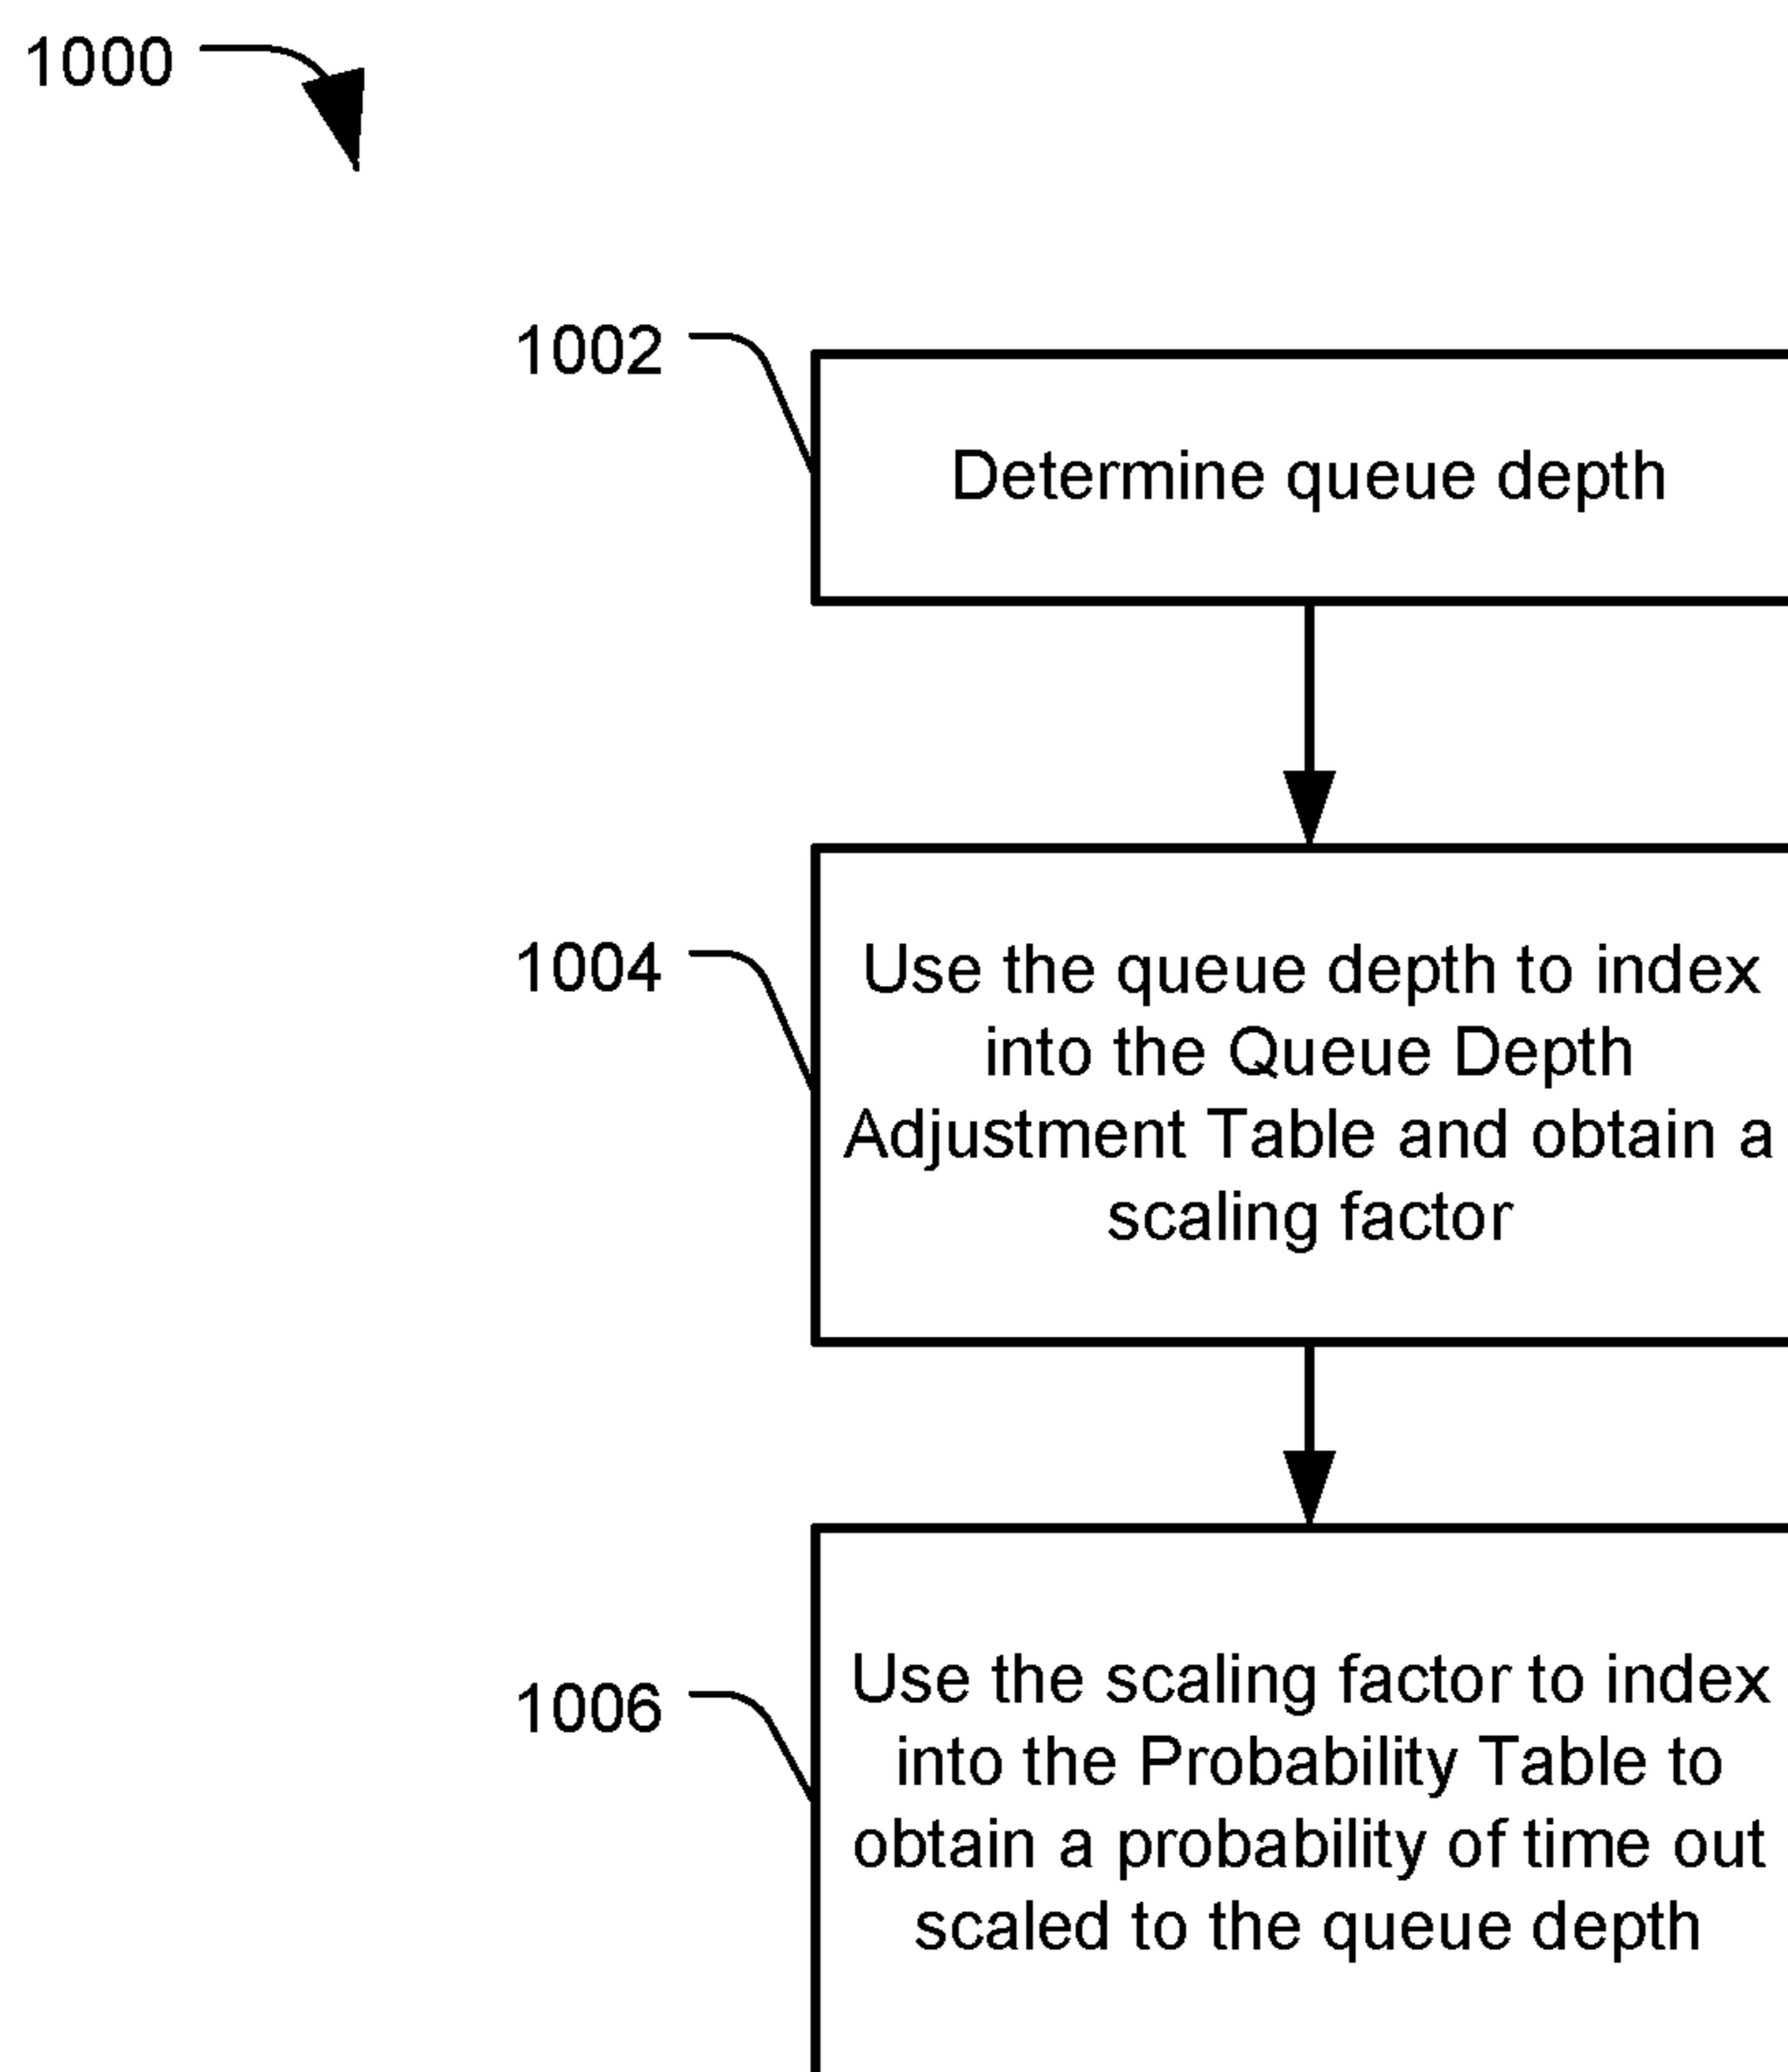 1000
1002
Determine queue depth
1004
Use the queue depth to index
into the Queue Depth
Adjustment Table and obtain a
scaling factor
1006
Use the scaling factor to index
into the Probability Table to
obtain a probability of time out
scaled to the queue depth